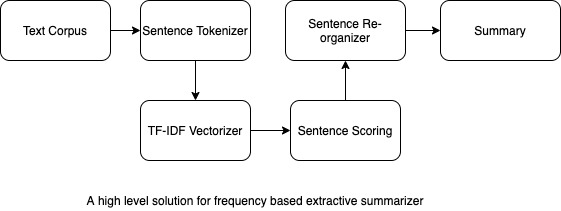 Text Corpus
Sentence Tokenizer
Sentence Re-
organizer
Summary
TF-IDF Vectorizer
Sentence Scoring
A high level solution for frequency based extractive summarizer